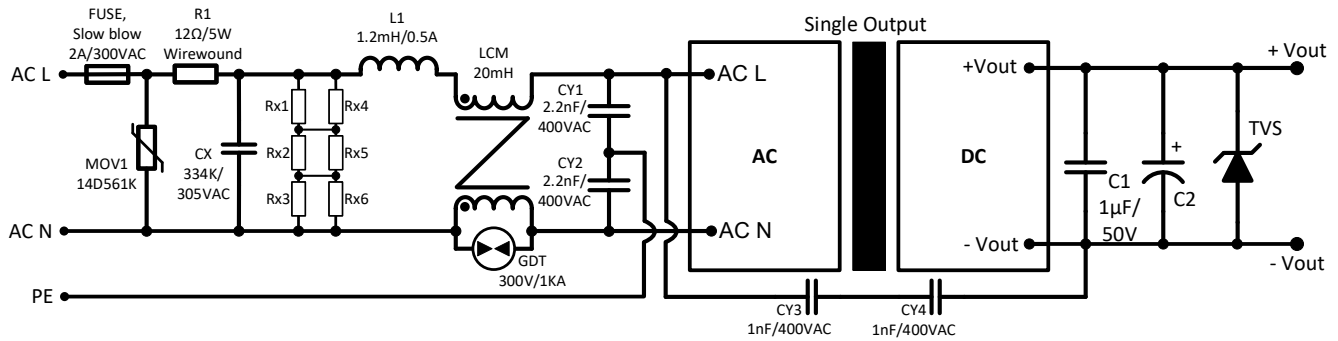 FUSE,
Slow blow
2A/300VAC
R1
12Ω/5W
Wirewound
L1
1.2mH/0.5A
LCM
20mH
Single Output
AC L
AC L
+Vout
+ Vout
MOV1
14D561K
CX
334K/
305VAC
Rx1
Rx4
Rx2
Rx5
Rx3
Rx6
CY1
2.2nF/
400VAC
CY2
2.2nF/
400VAC
AC
DC
C1
1µF/
50V
+
C2
TVS
AC N
AC N
- Vout
- Vout
GDT
300V/1KA
PE
CY3
1nF/400VAC
CY4
1nF/400VAC